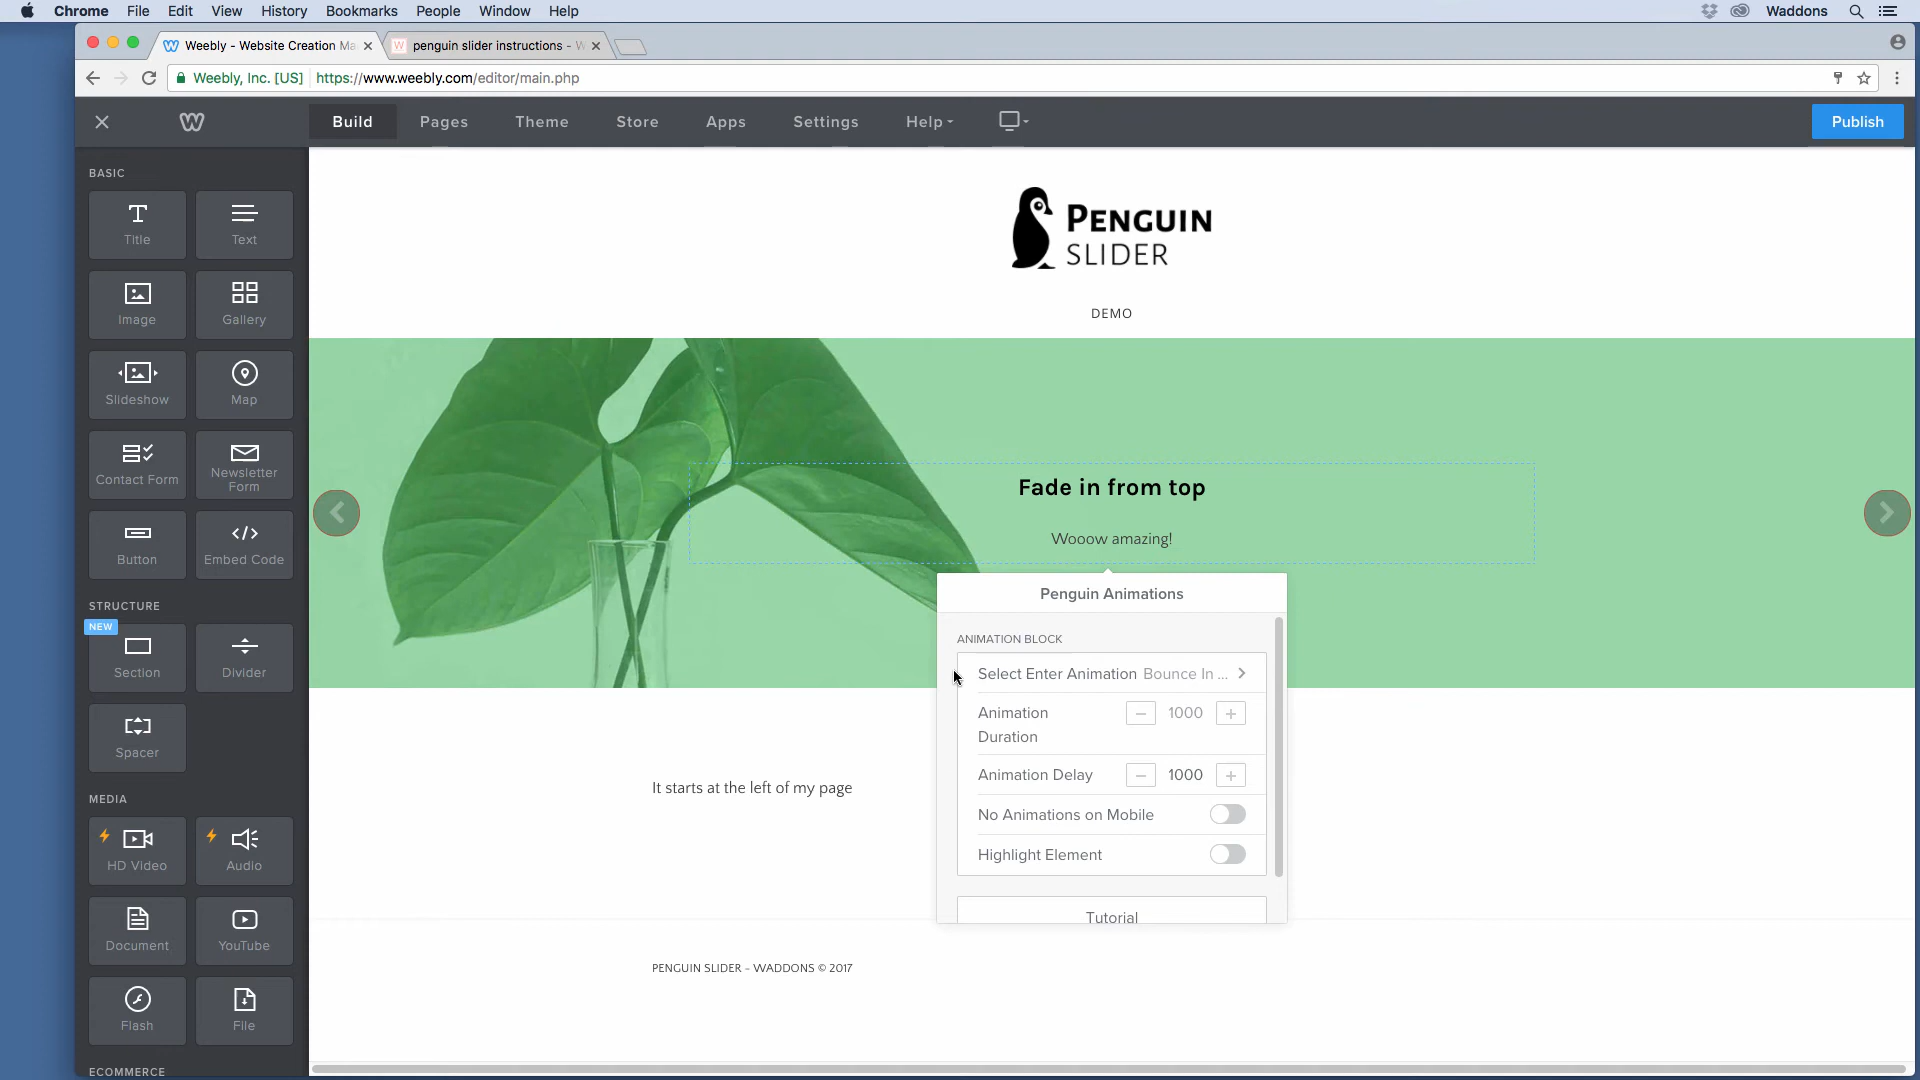 Chrome File Edit View History Bookmarks People Window Help Waddons
Weebly - Website Creation Ma
penguin slider instructions - W
Weebly, Inc. [US] https://www.weebly.com/editor/main.php
Build Pages Theme Store Apps Settings Help Publish
BASIC
Title Text
Image Gallery
Slideshow Map
Contact Form Newsletter Form
Button Embed Code
STRUCTURE
NEW
Section Divider
Spacer
MEDIA
HD Video Audio
Document YouTube
Flash File
ECOMMERCE
PENGUIN
SLIDER
DEMO
Fade in from top
Wooow amazing!
Penguin Animations
ANIMATION BLOCK
Select Enter Animation Bounce In ...
Animation Duration 1000
Animation Delay 1000
No Animations on Mobile
Highlight Element
Tutorial
It starts at the left of my page
PENGUIN SLIDER - WADDONS © 2017